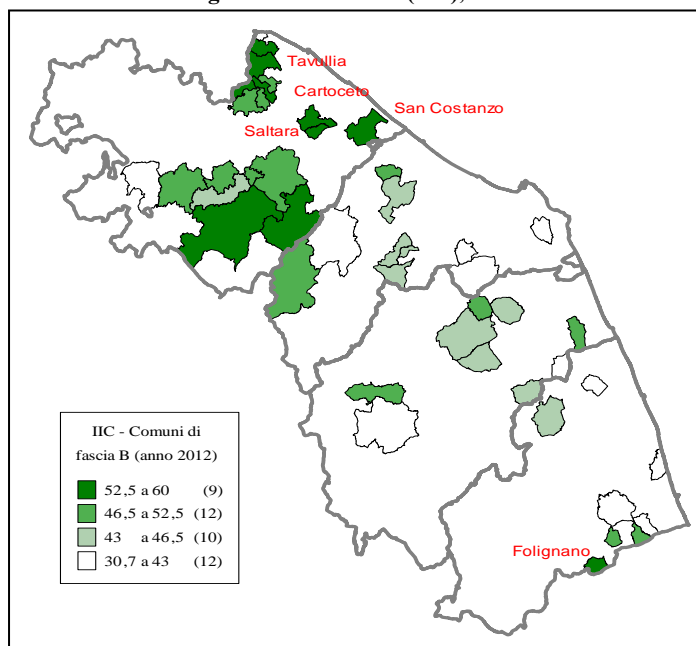 Tavullia
Cartoceto
San Costanzo
Saltara
IIC - Comuni di
fascia B (anno 2012)
52,5 a 60 (9)
46,5 a 52,5 (12)
43 a 46,5 (10)
30,7 a 43 (12)
Folignano